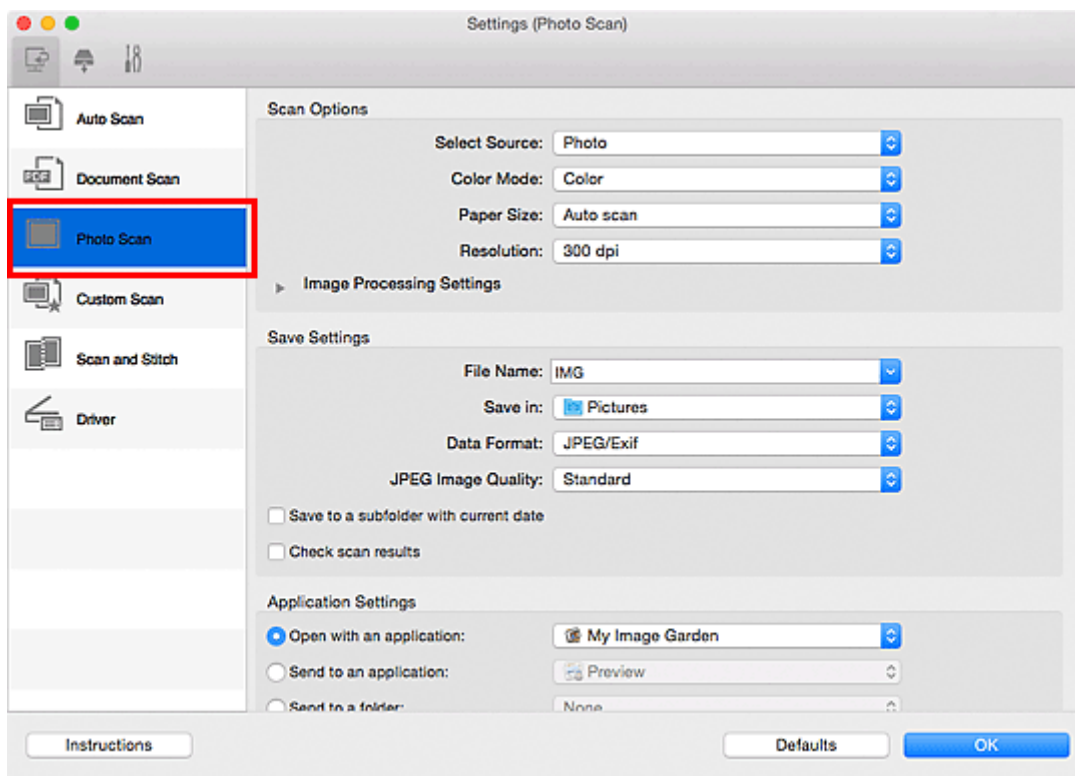 Settings (Photo Scan)
Auto Scan
PDF
Document Scan
Photo Scan
Custom Scan
Scan and Stitch
Driver
Scan Options
Select Source: Photo
Color Mode: Color
Paper Size: Auto scan
Resolution: 300 dpi
Image Processing Settings
Save Settings
File Name: IMG
Save in: Pictures
Data Format: JPEG/Exif
JPEG Image Quality: Standard
Save to a subfolder with current date
Check scan results
Application Settings
Open with an application: My Image Garden
Send to an application: Preview
Send to a folder: None
Instructions
Defaults
OK